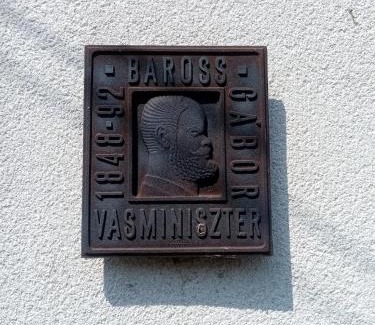 BAROSS
GÁBOR
VASMINISZTER
1848-92